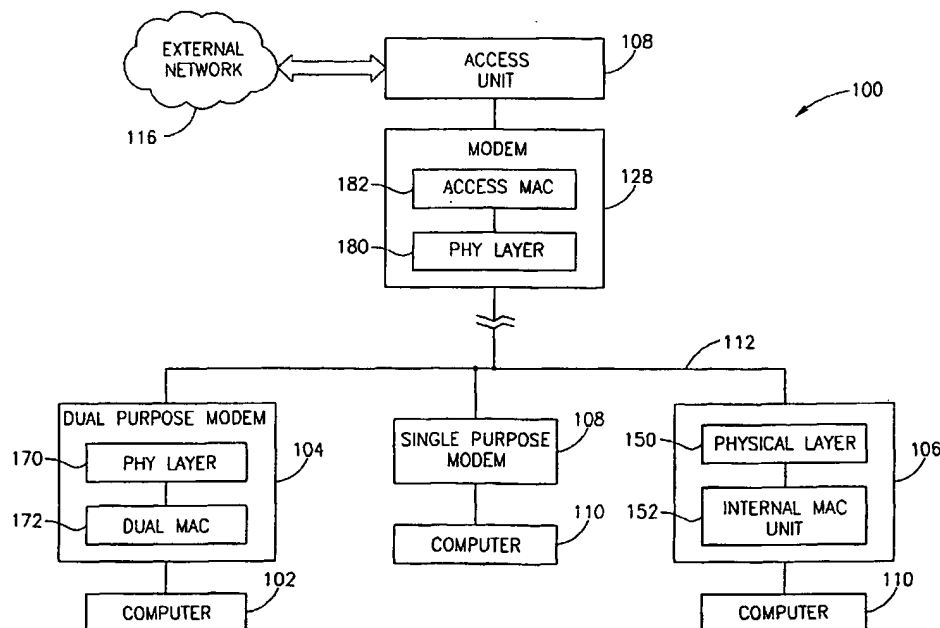 EXTERNAL
NETWORK
116
ACCESS
UNIT
108
100
MODEM
182
ACCESS MAC
128
180
PHY LAYER
112
DUAL PURPOSE MODEM
170
PHY LAYER
104
172
DUAL MAC
COMPUTER
102
SINGLE PURPOSE
MODEM
108
COMPUTER
110
150
PHYSICAL LAYER
106
152
INTERNAL MAC
UNIT
COMPUTER
110